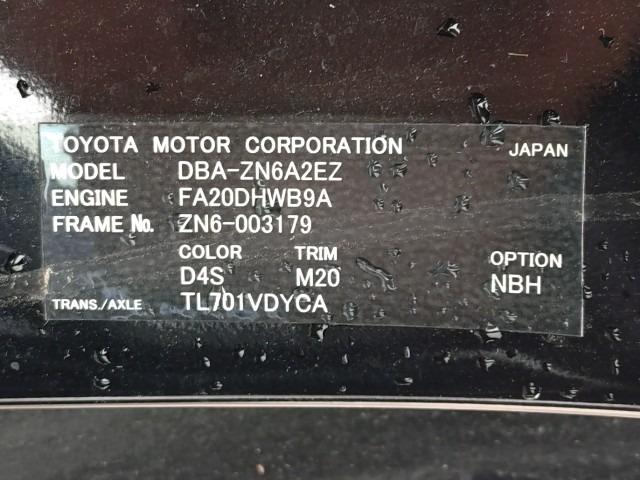 TOYOTA MOTOR CORPORATION JAPAN
MODEL DBA-ZN6A2EZ
ENGINE FA20DHWB9A
FRAME No. ZN6-003179
COLOR TRIM OPTION
D4S M20 NBH
TRANS./AXLE TL701VDYCA